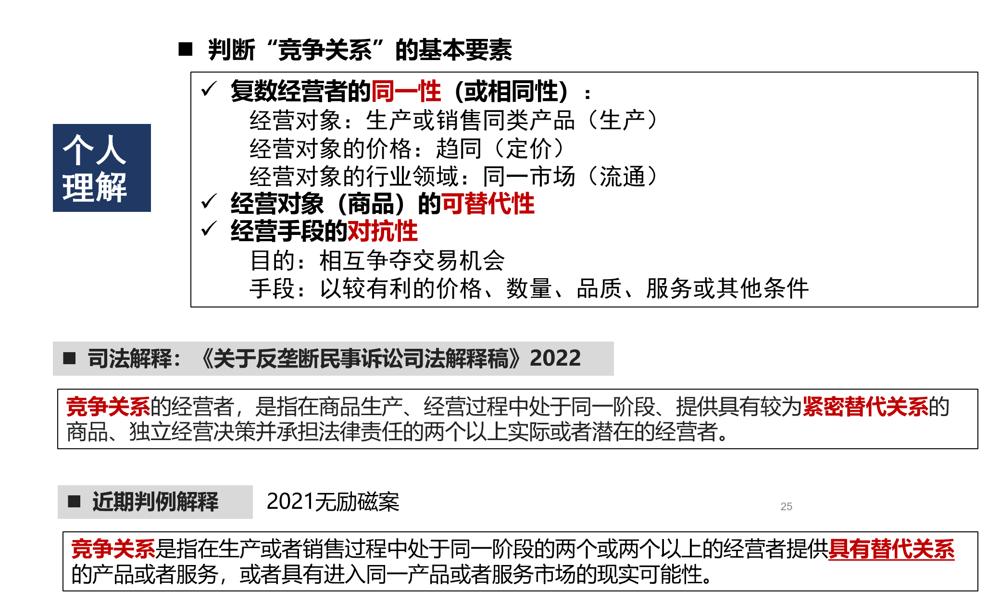 ■ 判断“竞争关系”的基本要素
个人
理解
✓ 复数经营者的同一性（或相同性）：
经营对象：生产或销售同类产品（生产）
经营对象的价格：趋同（定价）
经营对象的行业领域：同一市场（流通）
✓ 经营对象（商品）的可替代性
✓ 经营手段的对抗性
目的：相互争夺交易机会
手段：以较有利的价格、数量、品质、服务或其他条件
■ 司法解释：《关于反垄断民事诉讼司法解释稿》2022
竞争关系的经营者，是指在商品生产、经营过程中处于同一阶段、提供具有较为紧密替代关系的
商品、独立经营决策并承担法律责任的两个以上实际或者潜在的经营者。
■ 近期判例解释 2021无励磁案
25
竞争关系是指在生产或者销售过程中处于同一阶段的两个或两个以上的经营者提供具有替代关系
的产品或者服务，或者具有进入同一产品或者服务市场的现实可能性。